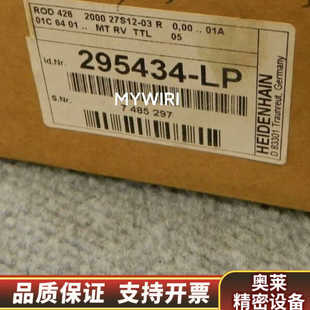 ROD 426 2000 27S12-03 R 0,00 .. 01A
01C 64 01 .. MT RV TTL 05
Id.Nr.
295434-LP
MYWIRI
S.Nr.
7 485 297
HEIDENHAIN
D 83301 Traunreut, Germany
品质保证 支持开票
奥莱
精密设备